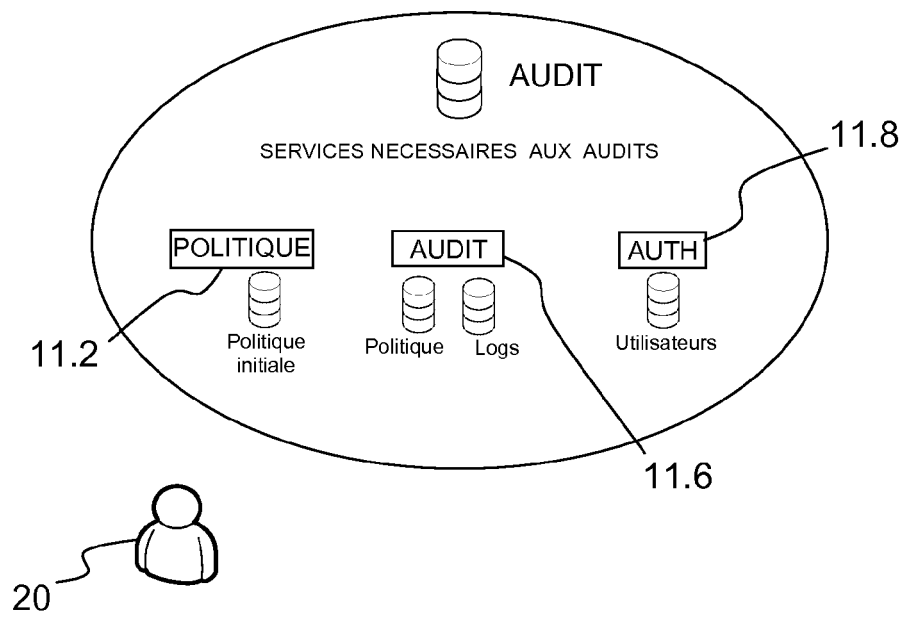 AUDIT
SERVICES NECESSAIRES AUX AUDITS
11.8
POLITIQUE
AUDIT
AUTH
11.2
Politique
initiale
Politique
Logs
Utilisateurs
11.6
20